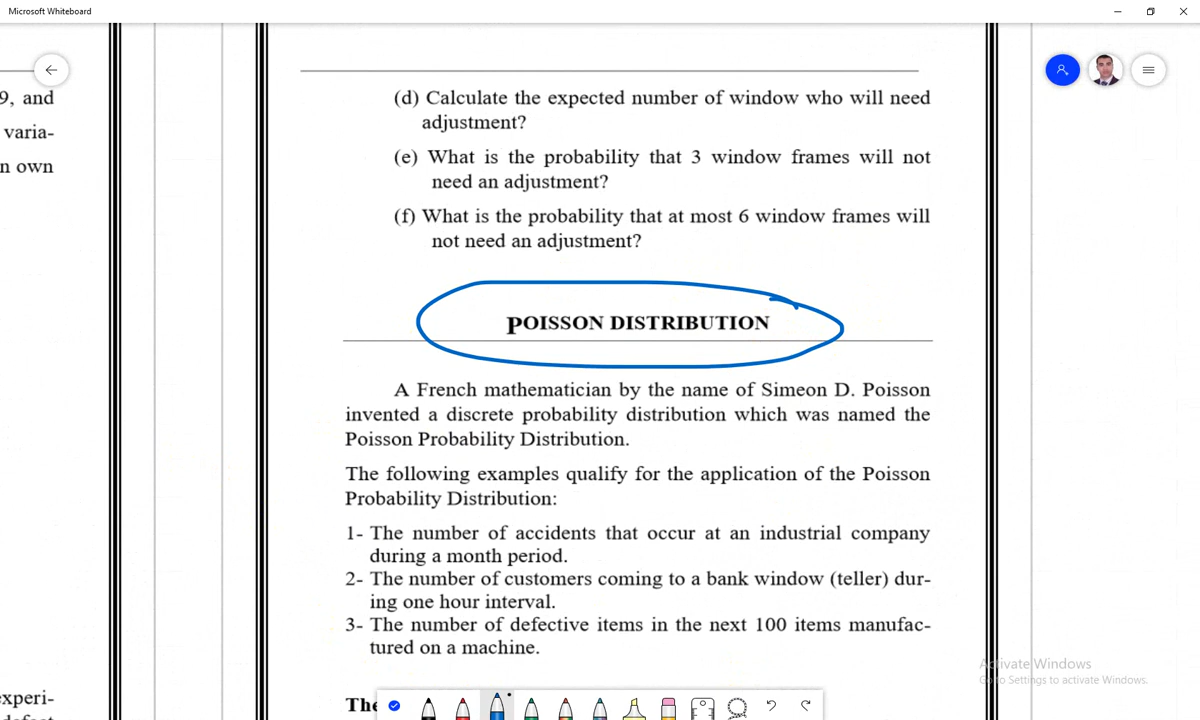 Microsoft Whiteboard
9, and
varia-
n own
(d) Calculate the expected number of window who will need
adjustment?
(e) What is the probability that 3 window frames will not
need an adjustment?
(f) What is the probability that at most 6 window frames will
not need an adjustment?
POISSON DISTRIBUTION
A French mathematician by the name of Simeon D. Poisson
invented a discrete probability distribution which was named the
Poisson Probability Distribution.
The following examples qualify for the application of the Poisson
Probability Distribution:
1- The number of accidents that occur at an industrial company
during a month period.
2- The number of customers coming to a bank window (teller) dur-
ing one hour interval.
3- The number of defective items in the next 100 items manufac-
tured on a machine.
Activate Windows
Go to Settings to activate Windows.
experi-
The